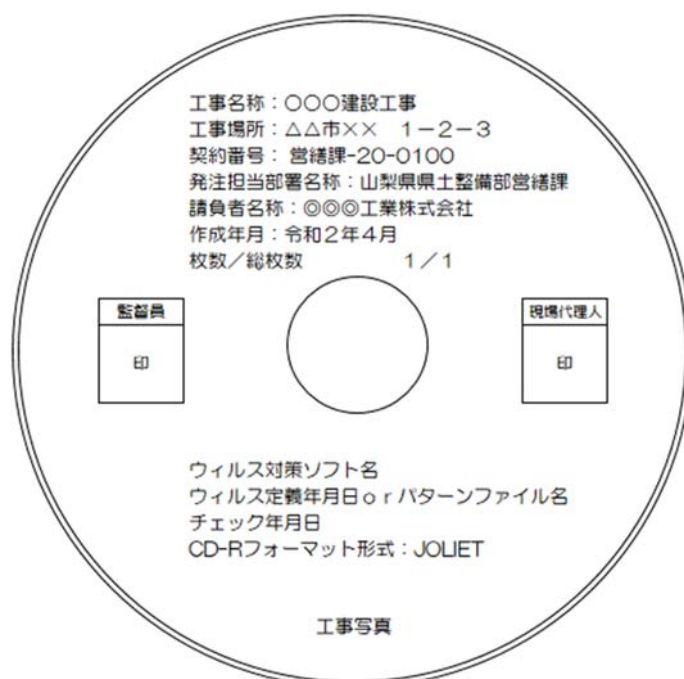 工事名称：〇〇〇建設工事
工事場所：△△市××　１－２－３
契約番号： 営繕課-20-0100
発注担当部署名称：山梨県県土整備部営繕課
請負者名称：◎◎◎工業株式会社
作成年月：令和２年４月
枚数／総枚数　１／１
監督員
印
現場代理人
印
ウィルス対策ソフト名
ウィルス定義年月日ｏｒパターンファイル名
チェック年月日
CD-Rフォーマット形式：JOLIET
工事写真